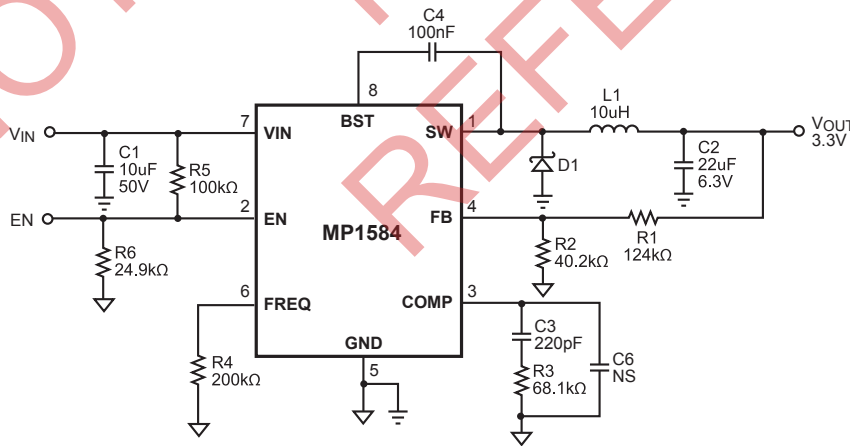 C4
100nF
8
BST
L1
10uH
VOUT
3.3V
VIN
7
VIN
SW
1
C1
10uF
50V
R5
100kΩ
D1
C2
22uF
6.3V
EN
2
EN
MP1584
FB
4
R2
40.2kΩ
R1
124kΩ
R6
24.9kΩ
6
FREQ
COMP
3
GND
5
R4
200kΩ
C3
220pF
R3
68.1kΩ
C6
NS
REFE